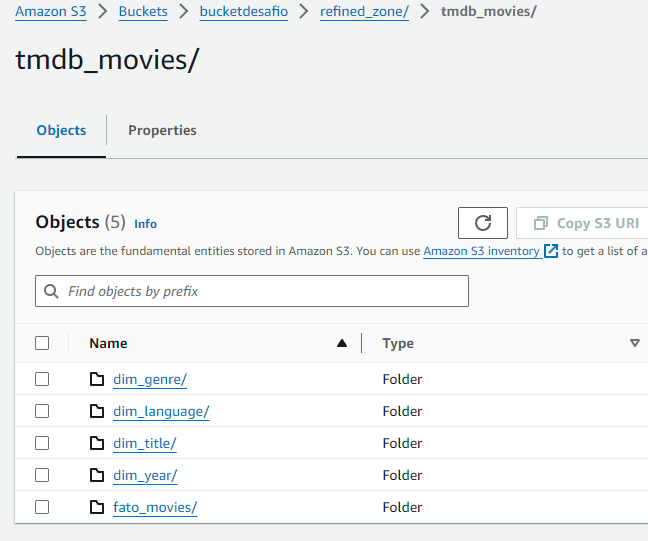 Amazon S3 > Buckets > bucketdesafio > refined_zone/ > tmdb_movies/
tmdb_movies/
Objects Properties
Objects (5) Info
Copy S3 URI
Objects are the fundamental entities stored in Amazon S3. You can use Amazon S3 inventory to get a list of a
Find objects by prefix
Name Type
dim_genre/ Folder
dim_language/ Folder
dim_title/ Folder
dim_year/ Folder
fato_movies/ Folder